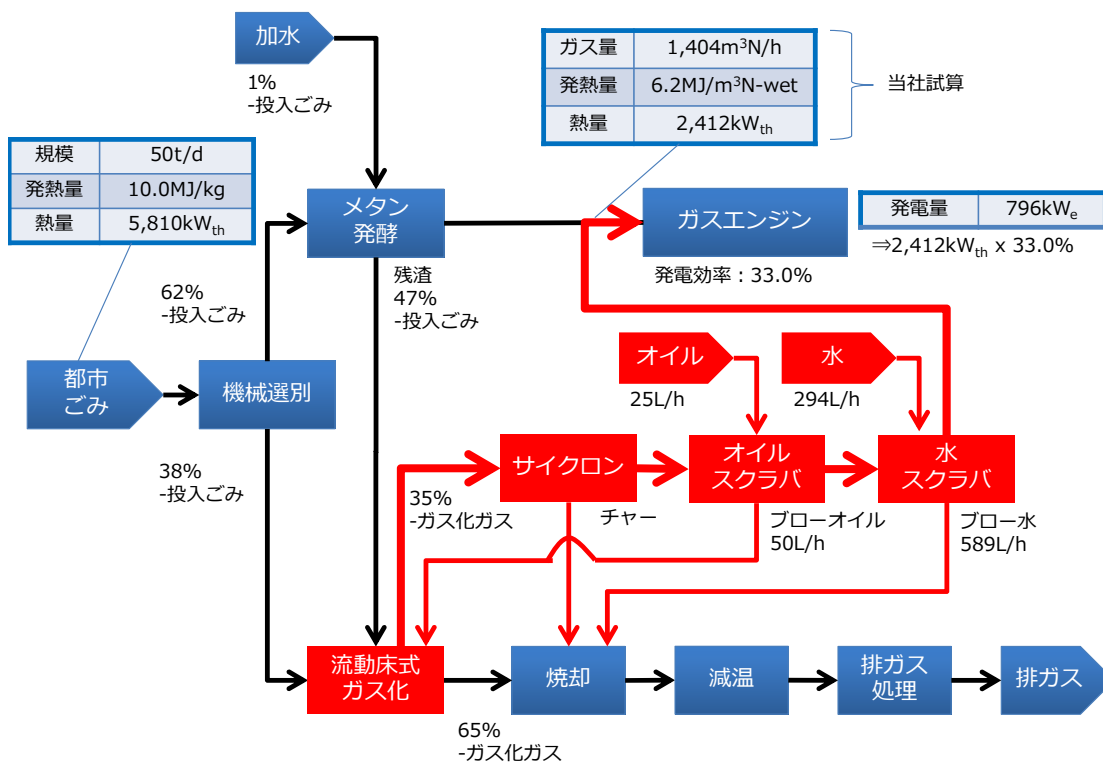 加水
1%
-投入ごみ
ガス量 1,404m³N/h
発熱量 6.2MJ/m³N-wet
熱量 2,412kWth
当社試算
規模 50t/d
発熱量 10.0MJ/kg
熱量 5,810kWth
メタン
発酵
ガスエンジン
発電量 796kWe
⇒2,412kWth x 33.0%
発電効率：33.0%
残渣
47%
-投入ごみ
62%
-投入ごみ
都市
ごみ
機械選別
38%
-投入ごみ
オイル
25L/h
水
294L/h
サイクロン
オイル
スクラバ
水
スクラバ
35%
-ガス化ガス
チャー
ブローオイル
50L/h
ブロー水
589L/h
流動床式
ガス化
焼却
減温
排ガス
処理
排ガス
65%
-ガス化ガス